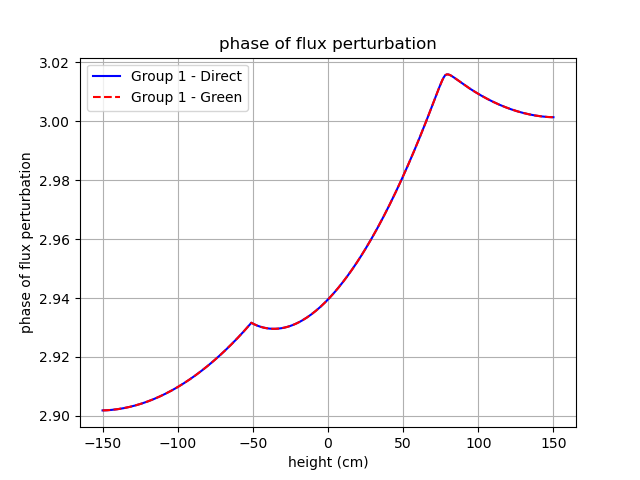 phase of flux perturbation
Group 1 - Direct
Group 1 - Green
phase of flux perturbation
3.02
3.00
2.98
2.96
2.94
2.92
2.90
−150
−100
−50
0
50
100
150
height (cm)